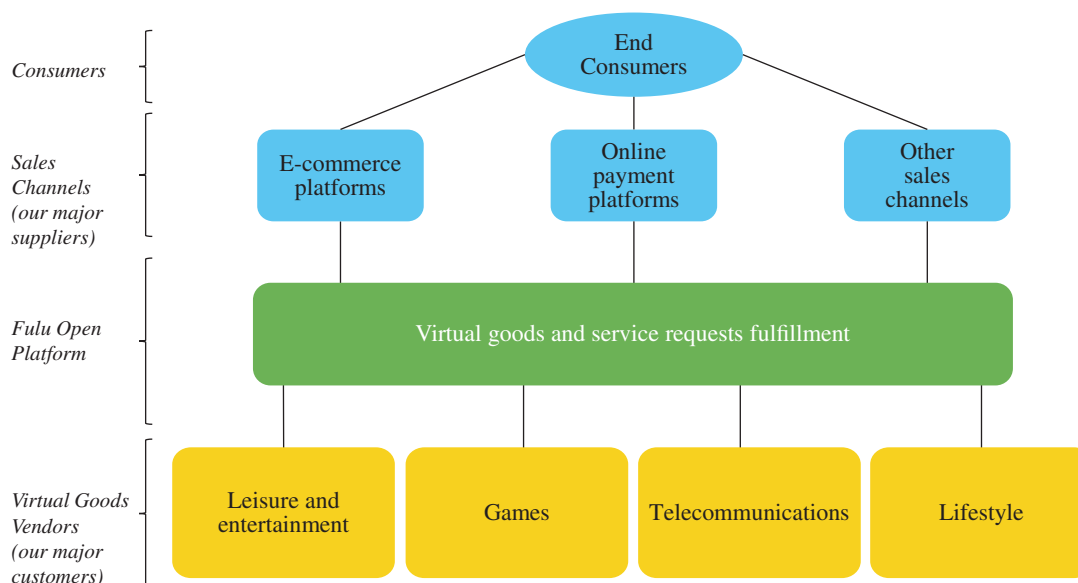 End
Consumers
Consumers
Sales
Channels
(our major
suppliers)
E-commerce
platforms
Online
payment
platforms
Other
sales
channels
Fulu Open
Platform
Virtual goods and service requests fulfillment
Virtual Goods
Vendors
(our major
customers)
Leisure and
entertainment
Games
Telecommunications
Lifestyle